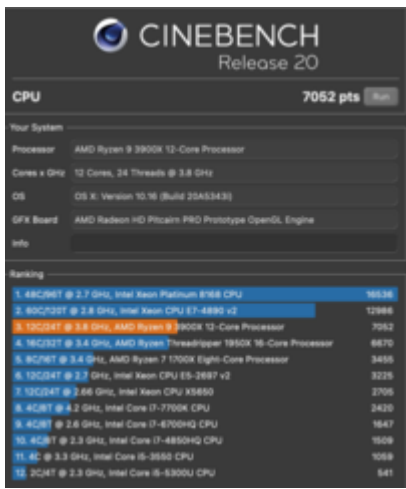 CINEBENCH
Release 20
CPU 7052 pts Run
Your System
Processor AMD Ryzen 9 3900X 12-Core Processor
Cores x GHz 12 Cores, 24 Threads @ 3.8 GHz
OS OS X: Version 10.16 (Build 20A5343i)
GFX Board AMD Radeon HD Pitcairn PRO Prototype OpenGL Engine
Info
Ranking
1. 48C/96T @ 2.7 GHz, Intel Xeon Platinum 8168 CPU 16536
2. 60C/120T @ 2.8 GHz, Intel Xeon CPU E7-4890 v2 12986
3. 12C/24T @ 3.8 GHz, AMD Ryzen 9 3900X 12-Core Processor 7052
4. 16C/32T @ 3.4 GHz, AMD Ryzen Threadripper 1950X 16-Core Processor 6670
5. 8C/16T @ 3.4 GHz, AMD Ryzen 7 1700X Eight-Core Processor 3455
6. 12C/24T @ 2.7 GHz, Intel Xeon CPU E5-2697 v2 3225
7. 12C/24T @ 2.66 GHz, Intel Xeon CPU X5650 2705
8. 4C/8T @ 4.2 GHz, Intel Core i7-7700K CPU 2420
9. 4C/8T @ 2.6 GHz, Intel Core i7-6700HQ CPU 1647
10. 4C/8T @ 2.3 GHz, Intel Core i7-4850HQ CPU 1509
11. 4C @ 3.3 GHz, Intel Core i5-3550 CPU 1059
12. 2C/4T @ 2.3 GHz, Intel Core i5-5300U CPU 541